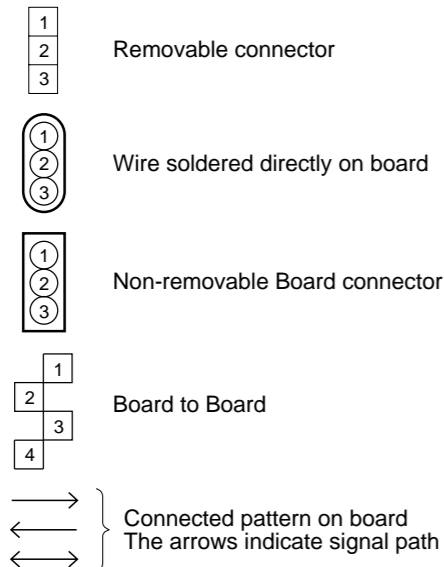 1
2
3
Removable connector
1
2
3
Wire soldered directly on board
1
2
3
Non-removable Board connector
1
2
3
4
Board to Board
Connected pattern on board
The arrows indicate signal path